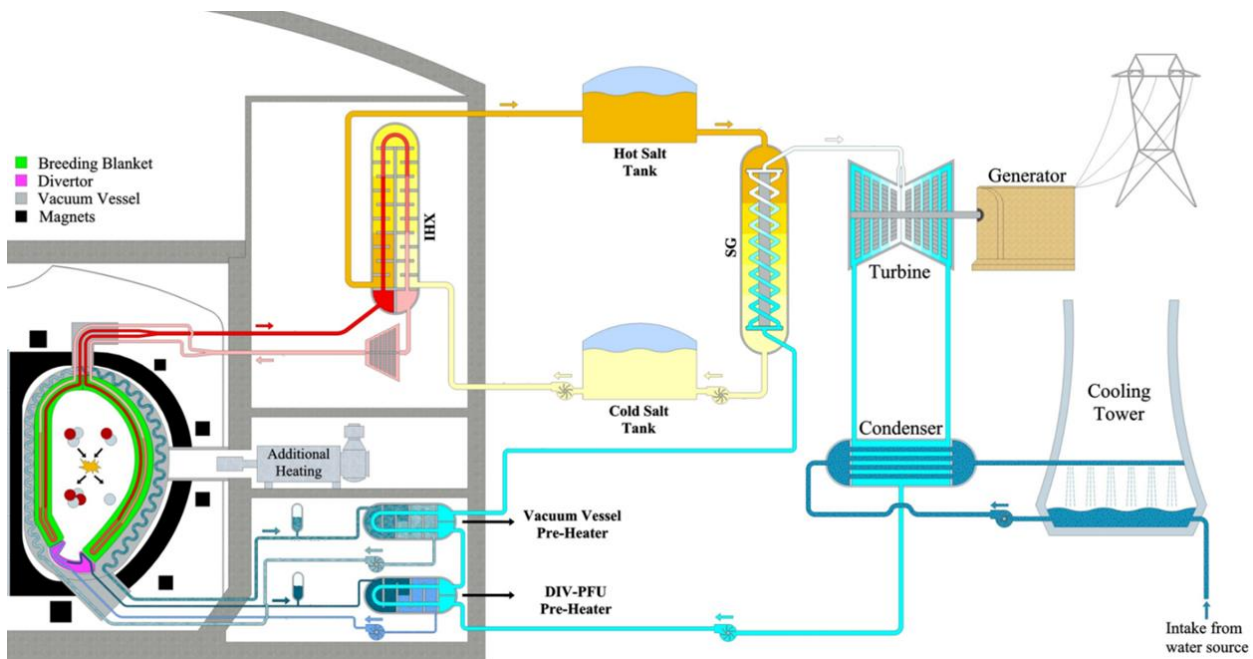 Breeding Blanket
Divertor
Vacuum Vessel
Magnets
IHX
Hot Salt
Tank
SG
Turbine
Generator
Cold Salt
Tank
Condenser
Cooling
Tower
Additional
Heating
Vacuum Vessel
Pre-Heater
DIV-PFU
Pre-Heater
Intake from
water source